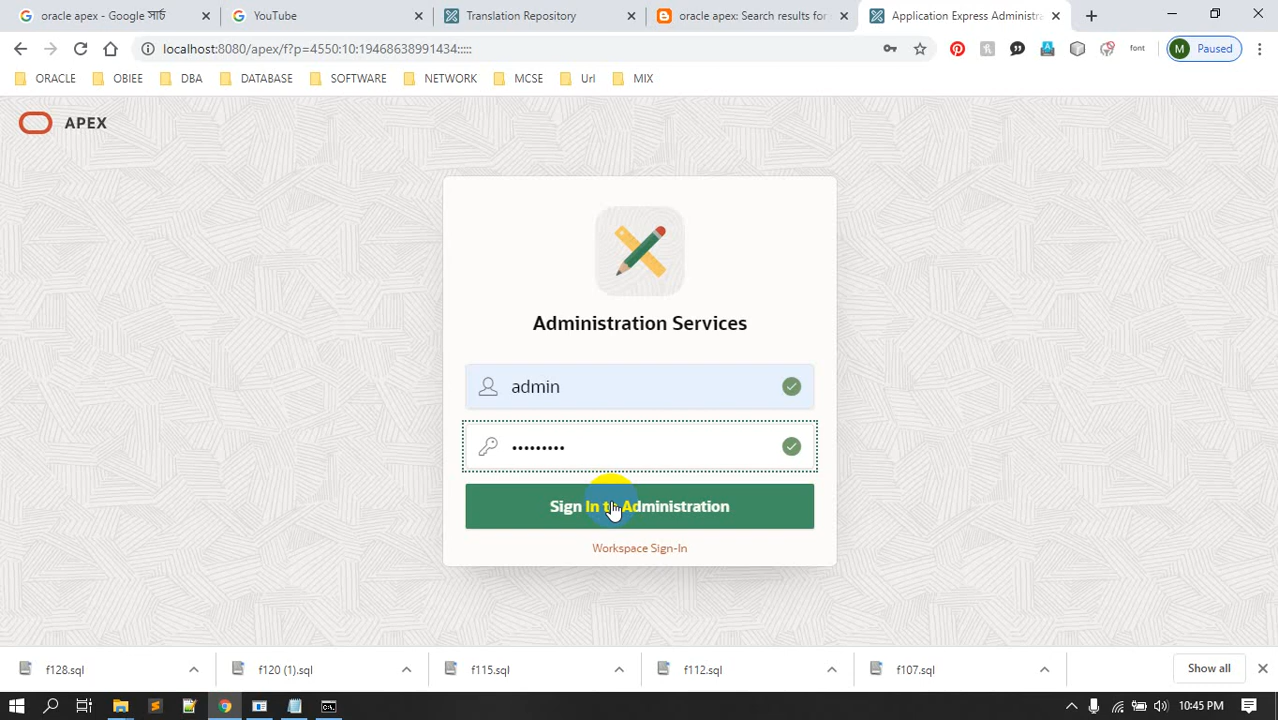 oracle apex - Google সার্চ
YouTube
Translation Repository
oracle apex: Search results for
Application Express Administra
localhost:8080/apex/f?p=4550:10:19468638991434:::::
font
M
Paused
ORACLE
OBIEE
DBA
DATABASE
SOFTWARE
NETWORK
MCSE
Url
MIX
APEX
Administration Services
admin
•••••••••
Sign In to Administration
Workspace Sign-In
f128.sql
f120 (1).sql
f115.sql
f112.sql
f107.sql
Show all
10:45 PM